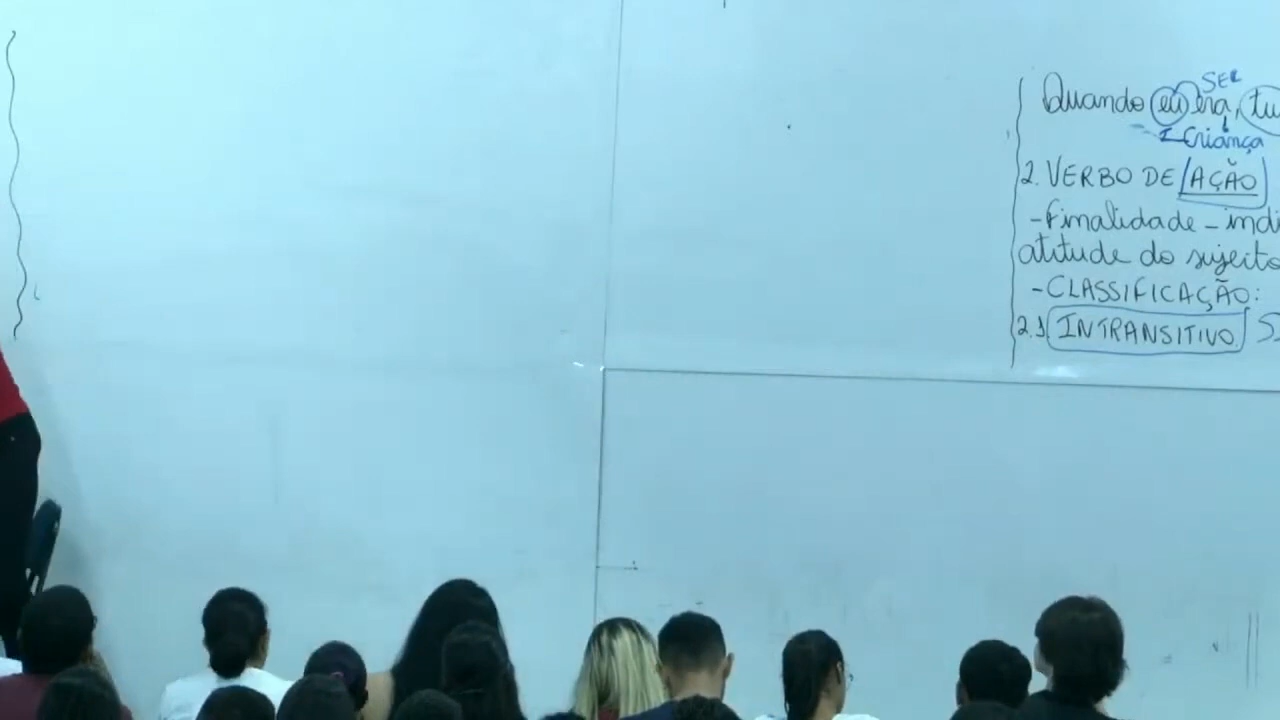 SER
Quando eu era, tu
criança
2. VERBO DE AÇÃO
- Finalidade - indi
atitude do sujeito
- CLASSIFICAÇÃO:
2.1 INTRANSITIVO